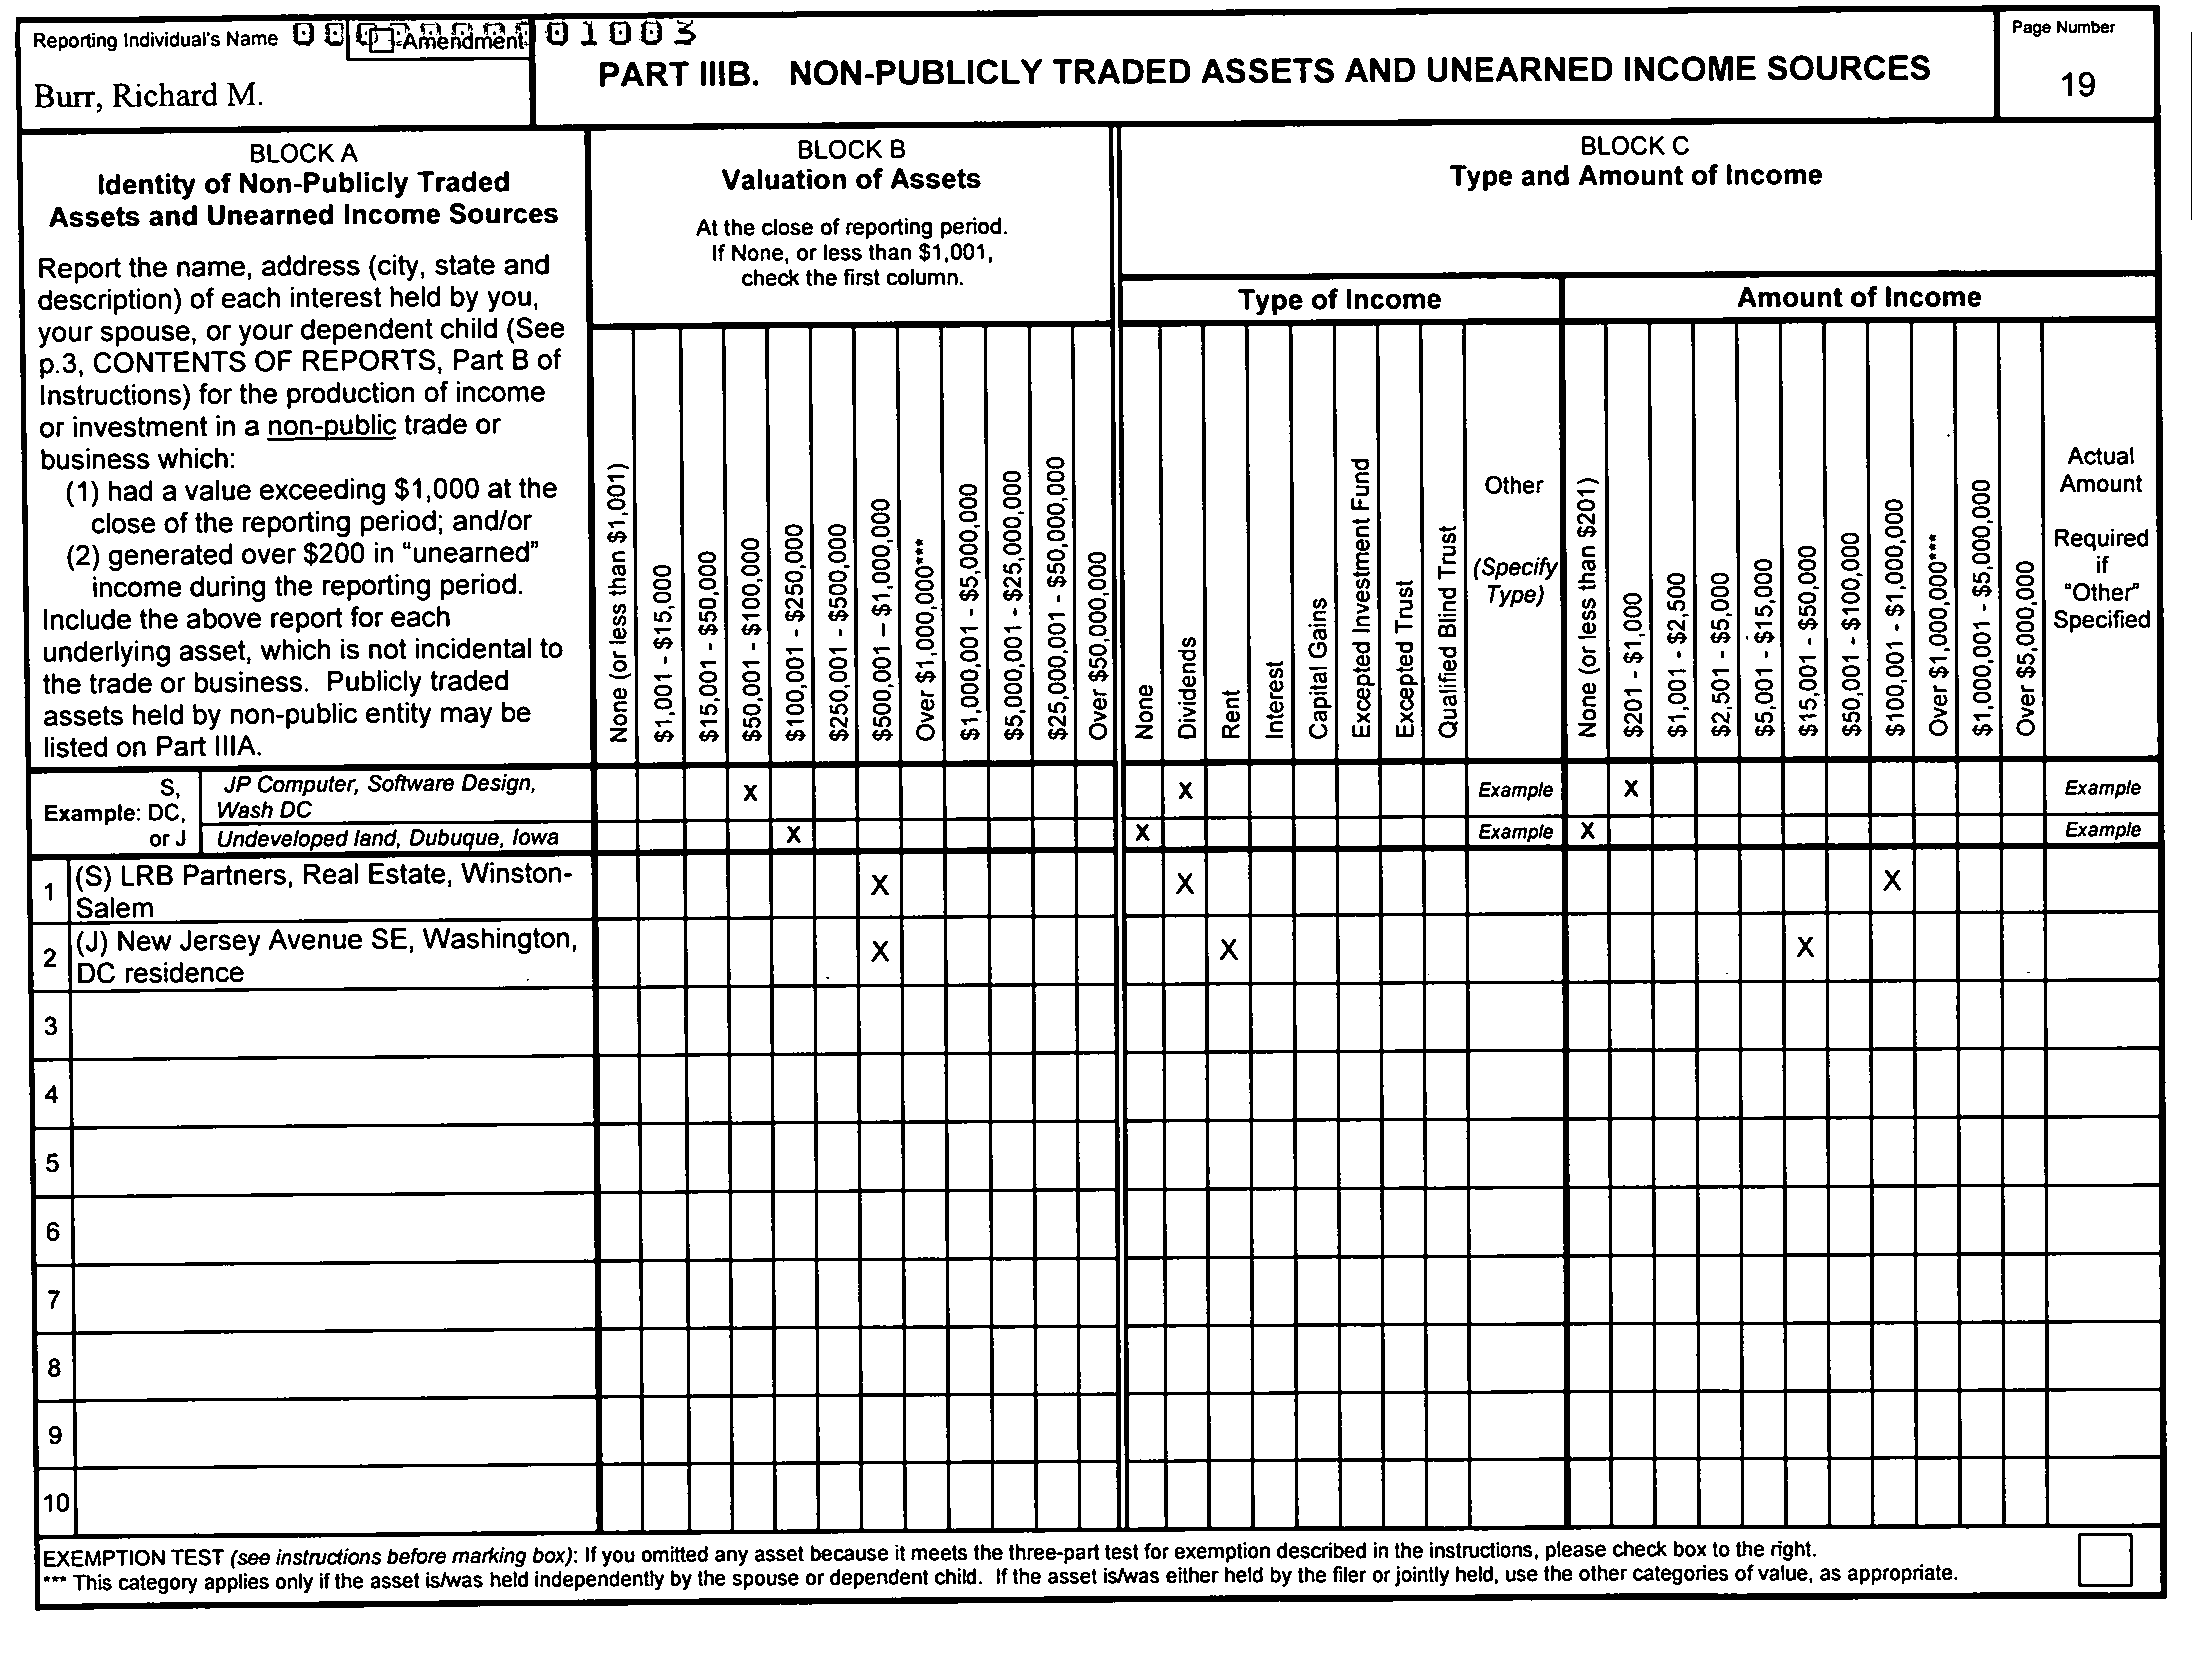 Reporting Individual's Name
Amendment
01003
Burr, Richard M.
PART IIIB. NON-PUBLICLY TRADED ASSETS AND UNEARNED INCOME SOURCES
Page Number
19
BLOCK A
Identity of Non-Publicly Traded
Assets and Unearned Income Sources
Report the name, address (city, state and
description) of each interest held by you,
your spouse, or your dependent child (See
p.3, CONTENTS OF REPORTS, Part B of
Instructions) for the production of income
or investment in a non-public trade or
business which:
(1) had a value exceeding $1,000 at the
close of the reporting period; and/or
(2) generated over $200 in "unearned"
income during the reporting period.
Include the above report for each
underlying asset, which is not incidental to
the trade or business. Publicly traded
assets held by non-public entity may be
listed on Part IIIA.
BLOCK B
Valuation of Assets
At the close of reporting period.
If None, or less than $1,001,
check the first column.
None (or less than $1,001)
$1,001 - $15,000
$15,001 - $50,000
$50,001 - $100,000
$100,001 - $250,000
$250,001 - $500,000
$500,001 – $1,000,000
Over $1,000,000***
$1,000,001 - $5,000,000
$5,000,001 - $25,000,000
$25,000,001 - $50,000,000
Over $50,000,000
BLOCK C
Type and Amount of Income
Type of Income
None
Dividends
Rent
Interest
Capital Gains
Excepted Investment Fund
Excepted Trust
Qualified Blind Trust
Other
(Specify
Type)
Amount of Income
None (or less than $201)
$201 - $1,000
$1,001 - $2,500
$2,501 - $5,000
$5,001 - $15,000
$15,001 - $50,000
$50,001 - $100,000
$100,001 - $1,000,000
Over $1,000,000***
$1,000,001 - $5,000,000
Over $5,000,000
Actual
Amount
Required
if
"Other"
Specified
Example: S,
DC,
or J
JP Computer, Software Design,
Wash DC
X X Example X Example
Undeveloped land, Dubuque, Iowa X X Example X Example
1 (S) LRB Partners, Real Estate, Winston-
Salem
X X X
2 (J) New Jersey Avenue SE, Washington,
DC residence
X X X
3
4
5
6
7
8
9
10
EXEMPTION TEST (see instructions before marking box): If you omitted any asset because it meets the three-part test for exemption described in the instructions, please check box to the right.
*** This category applies only if the asset is/was held independently by the spouse or dependent child. If the asset is/was either held by the filer or jointly held, use the other categories of value, as appropriate.